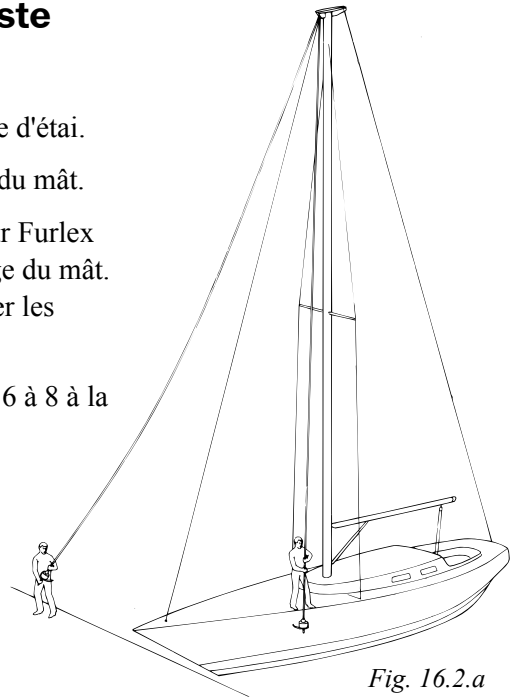 ste
e d'étai.
du mât.
r Furlex
ge du mât.
er les
6 à 8 à la
Fig. 16.2.a